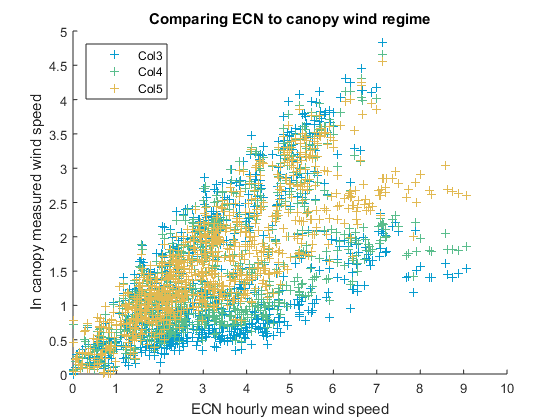 Comparing ECN to canopy wind regime
Col3
Col4
Col5
In canopy measured wind speed
5
4.5
4
3.5
3
2.5
2
1.5
1
0.5
0
0 1 2 3 4 5 6 7 8 9 10
ECN hourly mean wind speed